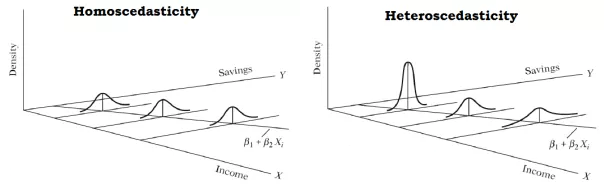 Homoscedasticity
Density
Savings
Y
β1 + β2 Xi
Income
X
Heteroscedasticity
Density
Savings
Y
β1 + β2 Xi
Income
X